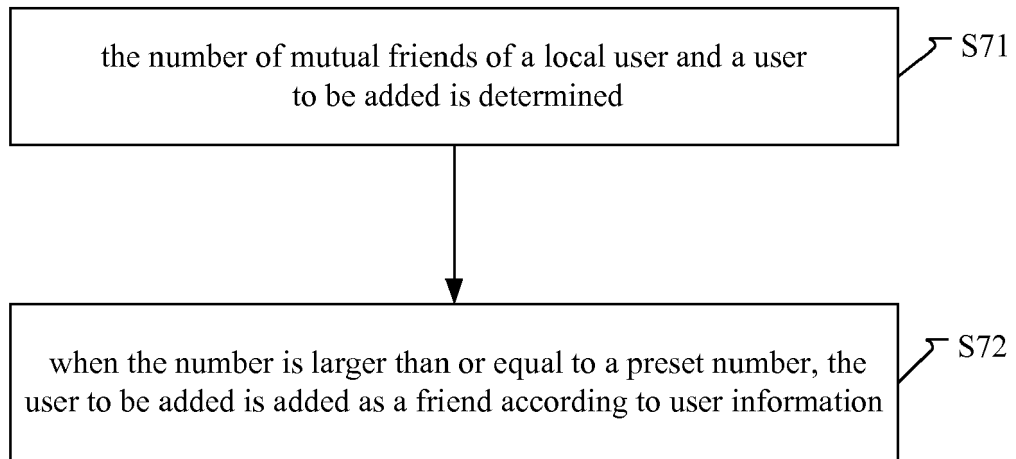 the number of mutual friends of a local user and a user
to be added is determined
S71
when the number is larger than or equal to a preset number, the
user to be added is added as a friend according to user information
S72